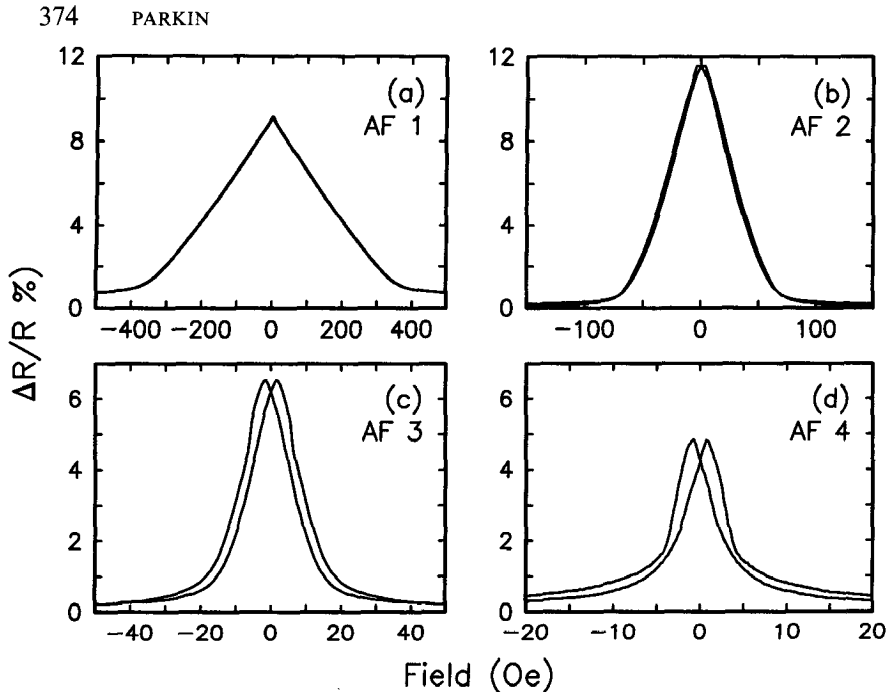 374 PARKIN
(a)
AF 1
12
8
4
0
−400 −200 0 200 400
(b)
AF 2
12
8
4
0
−100 0 100
ΔR/R %)
(c)
AF 3
6
4
2
0
−40 −20 0 20 40
(d)
AF 4
6
4
2
0
−20 −10 0 10 20
Field (Oe)